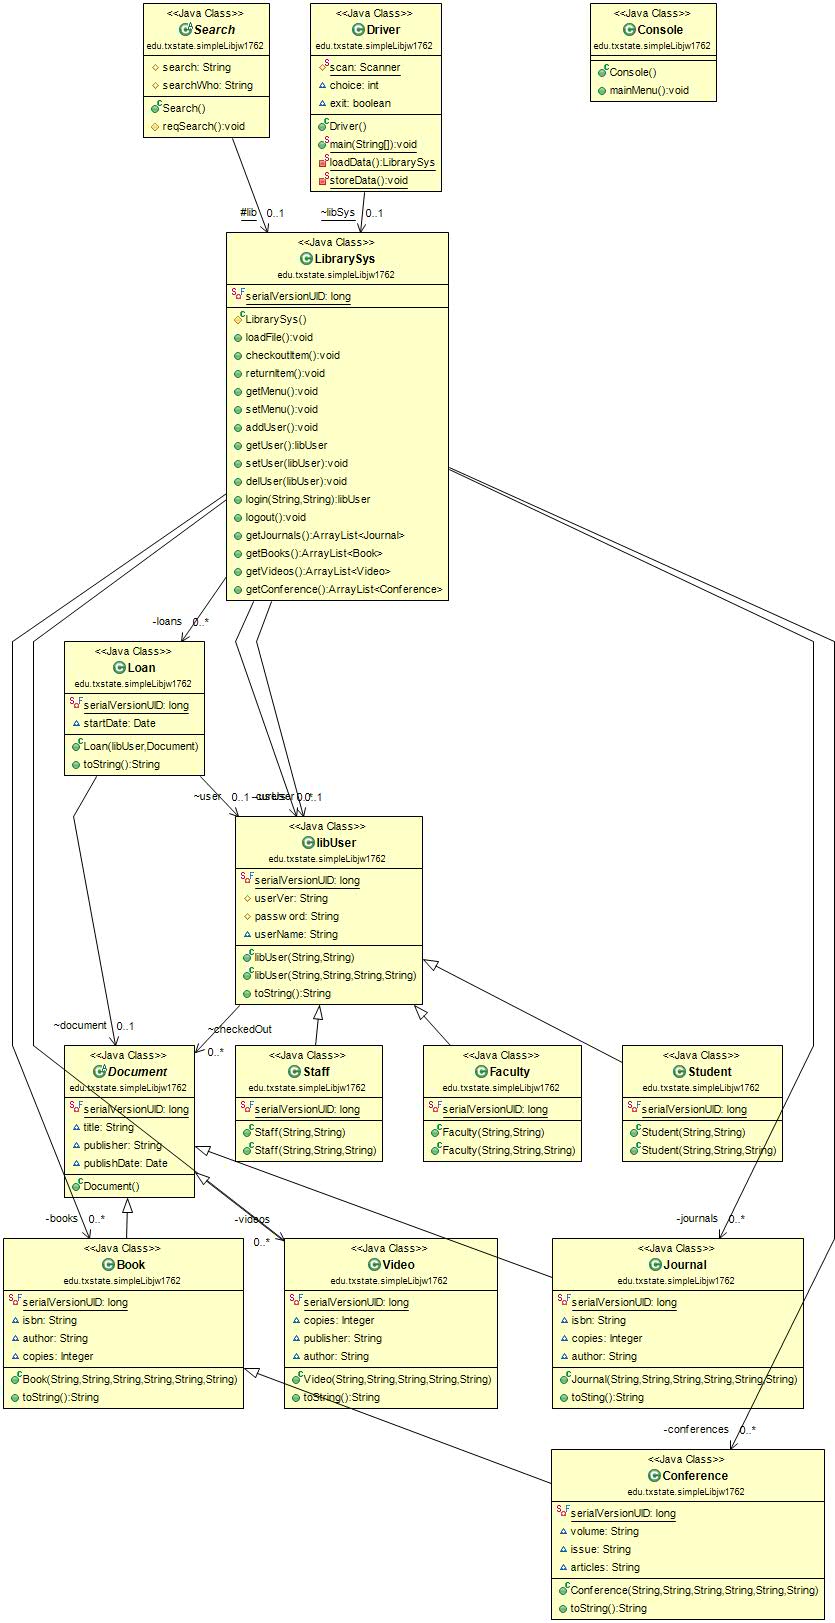 <<Java Class>>
Search
edu.txstate.simpleLibjw1762
search: String
searchWho: String
Search()
reqSearch():void
<<Java Class>>
Driver
edu.txstate.simpleLibjw1762
scan: Scanner
choice: int
exit: boolean
Driver()
main(String[]):void
loadData():LibrarySys
storeData():void
<<Java Class>>
Console
edu.txstate.simpleLibjw1762
Console()
mainMenu():void
#lib 0..1
~libSys 0..1
<<Java Class>>
LibrarySys
edu.txstate.simpleLibjw1762
serialVersionUID: long
LibrarySys()
loadFile():void
checkoutItem():void
returnItem():void
getMenu():void
setMenu():void
addUser():void
getUser():libUser
setUser(libUser):void
delUser(libUser):void
login(String,String):libUser
logout():void
getJournals():ArrayList<Journal>
getBooks():ArrayList<Book>
getVideos():ArrayList<Video>
getConference():ArrayList<Conference>
-loans 0..*
<<Java Class>>
Loan
edu.txstate.simpleLibjw1762
serialVersionUID: long
startDate: Date
Loan(libUser,Document)
toString():String
~user 0..1
<<Java Class>>
libUser
edu.txstate.simpleLibjw1762
serialVersionUID: long
userVer: String
password: String
userName: String
libUser(String,String)
libUser(String,String,String,String)
toString():String
~document 0..1
~checkedOut
0..*
<<Java Class>>
Document
edu.txstate.simpleLibjw1762
serialVersionUID: long
title: String
publisher: String
publishDate: Date
Document()
<<Java Class>>
Staff
edu.txstate.simpleLibjw1762
serialVersionUID: long
Staff(String,String)
Staff(String,String,String)
<<Java Class>>
Faculty
edu.txstate.simpleLibjw1762
serialVersionUID: long
Faculty(String,String)
Faculty(String,String,String)
<<Java Class>>
Student
edu.txstate.simpleLibjw1762
serialVersionUID: long
Student(String,String)
Student(String,String,String)
-books 0..*
-videos
0..*
-journals 0..*
<<Java Class>>
Book
edu.txstate.simpleLibjw1762
serialVersionUID: long
isbn: String
author: String
copies: Integer
Book(String,String,String,String,String)
toString():String
<<Java Class>>
Video
edu.txstate.simpleLibjw1762
serialVersionUID: long
copies: Integer
publisher: String
author: String
Video(String,String,String,String)
toString():String
<<Java Class>>
Journal
edu.txstate.simpleLibjw1762
serialVersionUID: long
isbn: String
copies: Integer
author: String
Journal(String,String,String,String,String)
toSting():String
-conferences 0..*
<<Java Class>>
Conference
edu.txstate.simpleLibjw1762
serialVersionUID: long
volume: String
issue: String
articles: String
Conference(String,String,String,String,String)
toString():String